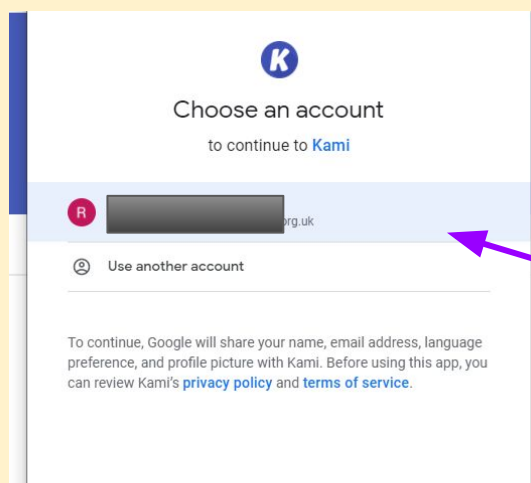 K
Choose an account
to continue to Kami
R
org.uk
Use another account
To continue, Google will share your name, email address, language
preference, and profile picture with Kami. Before using this app, you
can review Kami's privacy policy and terms of service.